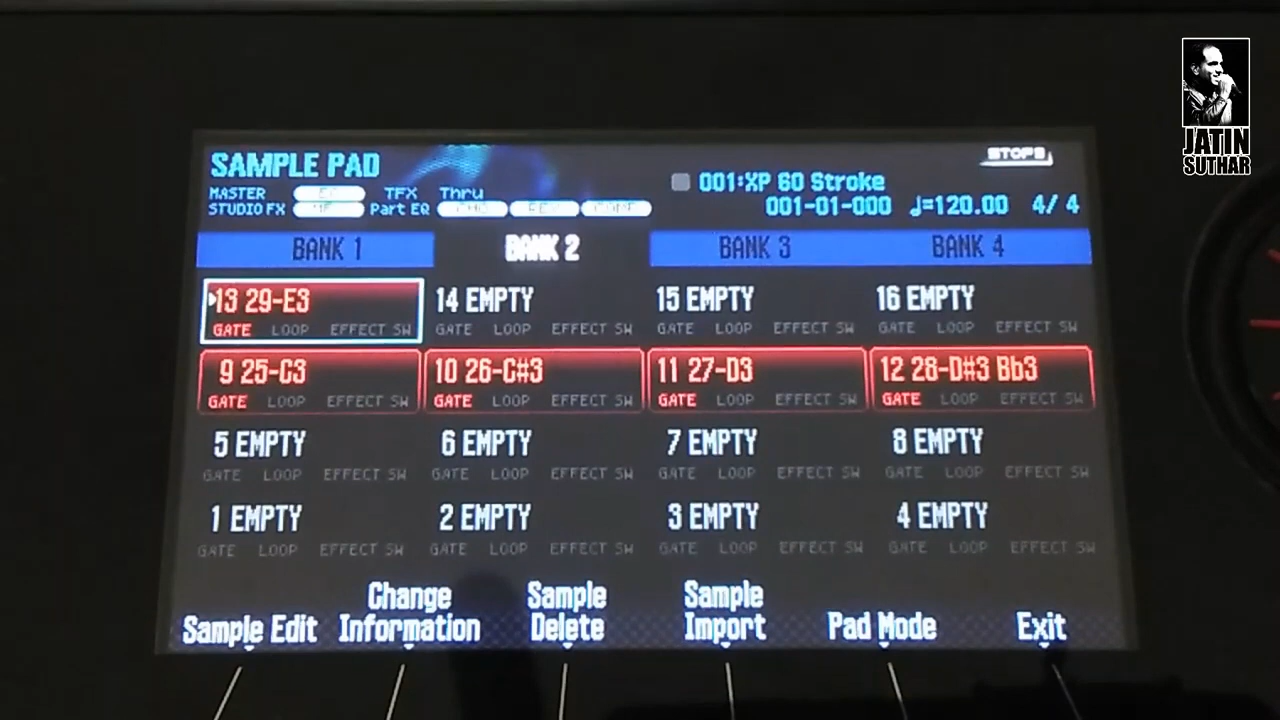 JATIN
SUTHAR
SAMPLE PAD
MASTER EQ TFX Thru
STUDIO FX MFX Part EQ CHO REV COMP
001:XP 60 Stroke
001-01-000 ♩=120.00 4/ 4
BANK 1 BANK 2 BANK 3 BANK 4
13 29-E3 14 EMPTY 15 EMPTY 16 EMPTY
GATE LOOP EFFECT SW GATE LOOP EFFECT SW GATE LOOP EFFECT SW GATE LOOP EFFECT SW
9 25-C3 10 26-C#3 11 27-D3 12 28-D#3 Bb3
GATE LOOP EFFECT SW GATE LOOP EFFECT SW GATE LOOP EFFECT SW GATE LOOP EFFECT SW
5 EMPTY 6 EMPTY 7 EMPTY 8 EMPTY
GATE LOOP EFFECT SW GATE LOOP EFFECT SW GATE LOOP EFFECT SW GATE LOOP EFFECT SW
1 EMPTY 2 EMPTY 3 EMPTY 4 EMPTY
GATE LOOP EFFECT SW GATE LOOP EFFECT SW GATE LOOP EFFECT SW GATE LOOP EFFECT SW
Sample Edit
Change
Information
Sample
Delete
Sample
Import
Pad Mode
Exit